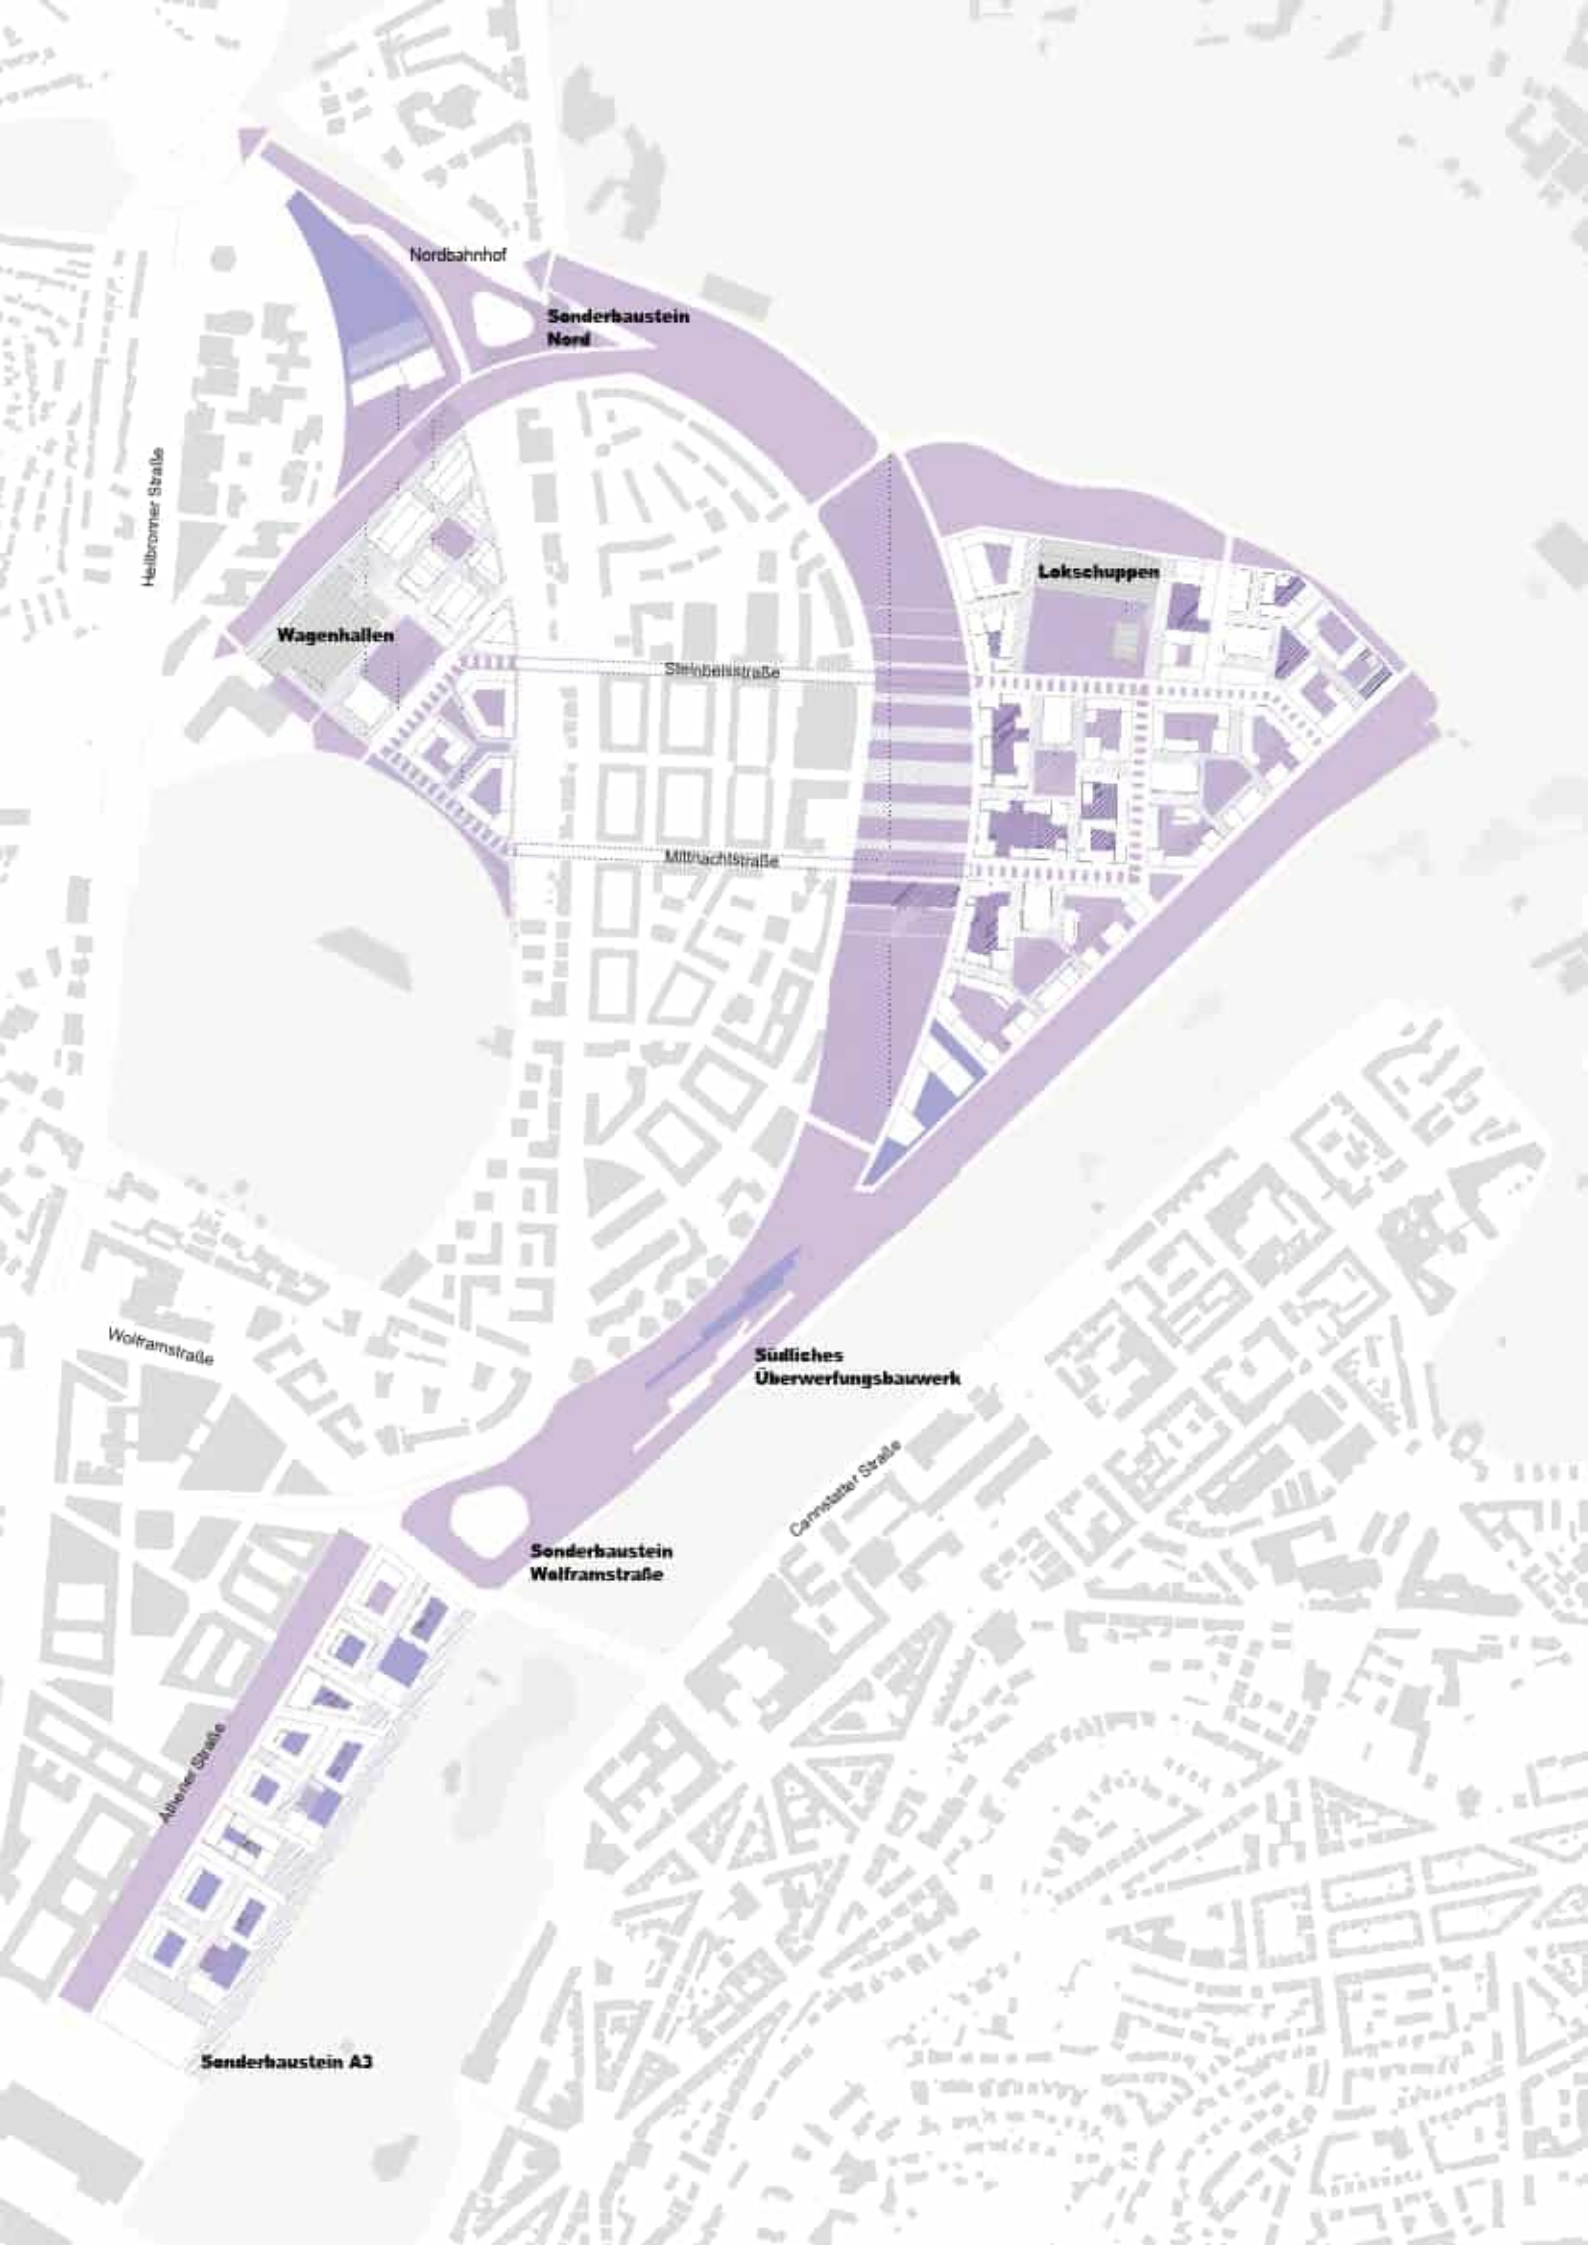 Nordbahnhof
Sonderbaustein
Nord
Heilbronner Straße
Lokschuppen
Wagenhallen
Steinbeisstraße
Mittnachtstraße
Wolframstraße
Südliches
Überwerfungsbauwerk
Cannstatter Straße
Sonderbaustein
Wolframstraße
Athener Straße
Sonderbaustein A3